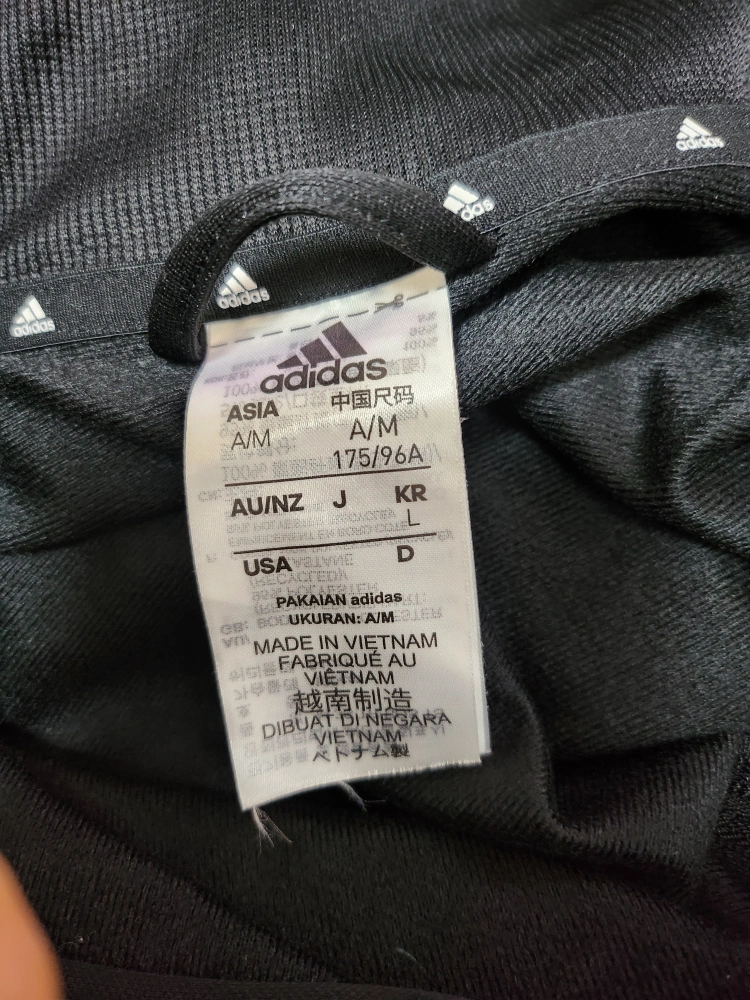 adidas
adidas
adidas
adidas
adidas
ASIA 中国尺码
A/M A/M
175/96A
AU/NZ J KR
L
USA D
PAKAIAN adidas
UKURAN: A/M
MADE IN VIETNAM
FABRIQUÉ AU
VIÊTNAM
越南制造
DIBUAT DI NEGARA
VIETNAM
ベトナム製